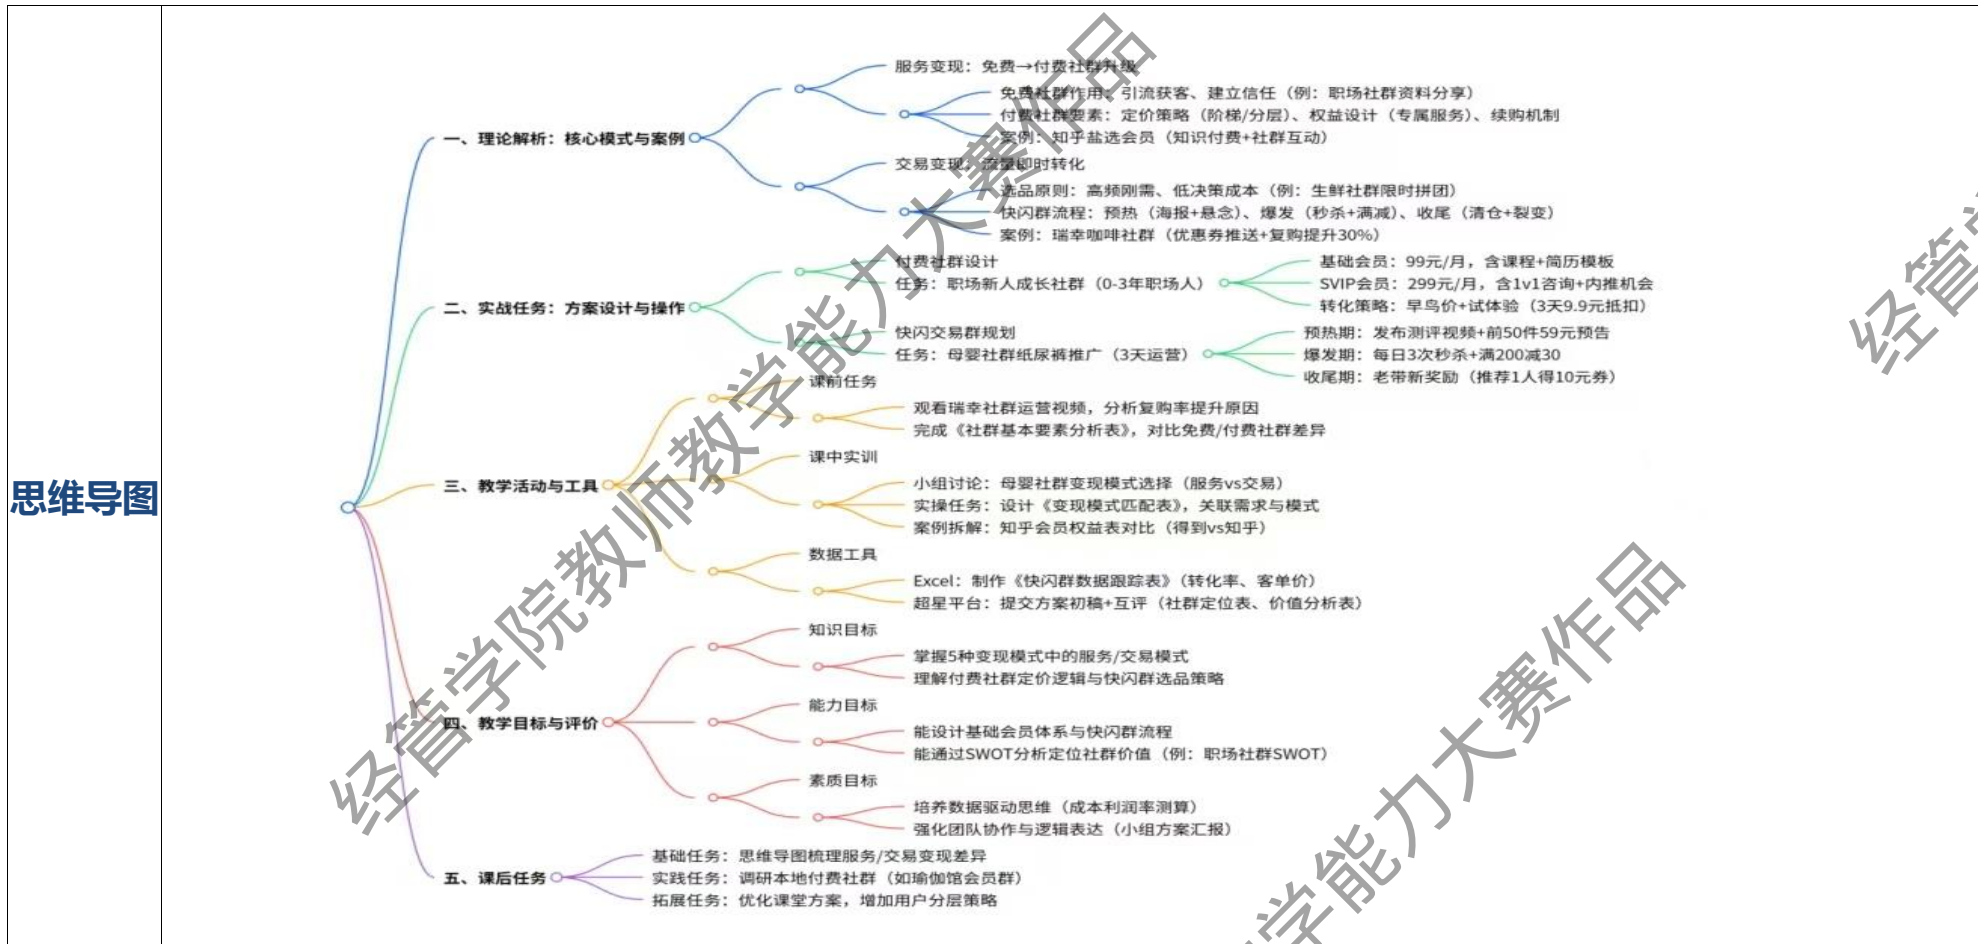 思维导图
一、理论解析：核心模式与案例
服务变现：免费→付费社群升级
免费社群作用：引流获客、建立信任（例：职场社群资料分享）
付费社群要素：定价策略（阶梯/分层）、权益设计（专属服务）、续购机制
案例：知乎盐选会员（知识付费+社群互动）
交易变现：流量即时转化
选品原则：高频刚需、低决策成本（例：生鲜社群限时拼团）
快闪群流程：预热（海报+悬念）、爆发（秒杀+满减）、收尾（清仓+裂变）
案例：瑞幸咖啡社群（优惠券推送+复购提升30%）
二、实战任务：方案设计与操作
付费社群设计
任务：职场新人成长社群（0-3年职场人）
基础会员：99元/月，含课程+简历模板
SVIP会员：299元/月，含1v1咨询+内推机会
转化策略：早鸟价+试体验（3天9.9元抵扣）
快闪交易群规划
任务：母婴社群纸尿裤推广（3天运营）
预热期：发布测评视频+前50件59元预告
爆发期：每日3次秒杀+满200减30
收尾期：老带新奖励（推荐1人得10元券）
三、教学活动与工具
课前任务
观看瑞幸社群运营视频，分析复购率提升原因
完成《社群基本要素分析表》，对比免费/付费社群差异
课中实训
小组讨论：母婴社群变现模式选择（服务vs交易）
实操任务：设计《变现模式匹配表》，关联需求与模式
案例拆解：知乎会员权益表对比（得到vs知乎）
数据工具
Excel：制作《快闪群数据跟踪表》（转化率、客单价）
超星平台：提交方案初稿+互评（社群定位表、价值分析表）
四、教学目标与评价
知识目标
掌握5种变现模式中的服务/交易模式
理解付费社群定价逻辑与快闪群选品策略
能力目标
能设计基础会员体系与快闪群流程
能通过SWOT分析定位社群价值（例：职场社群SWOT）
素质目标
培养数据驱动思维（成本利润率测算）
强化团队协作与逻辑表达（小组方案汇报）
五、课后任务
基础任务：思维导图梳理服务/交易变现差异
实践任务：调研本地付费社群（如瑜伽馆会员群）
拓展任务：优化课堂方案，增加用户分层策略
经管学院教师教学能力大赛作品
学能力大赛作品
经管